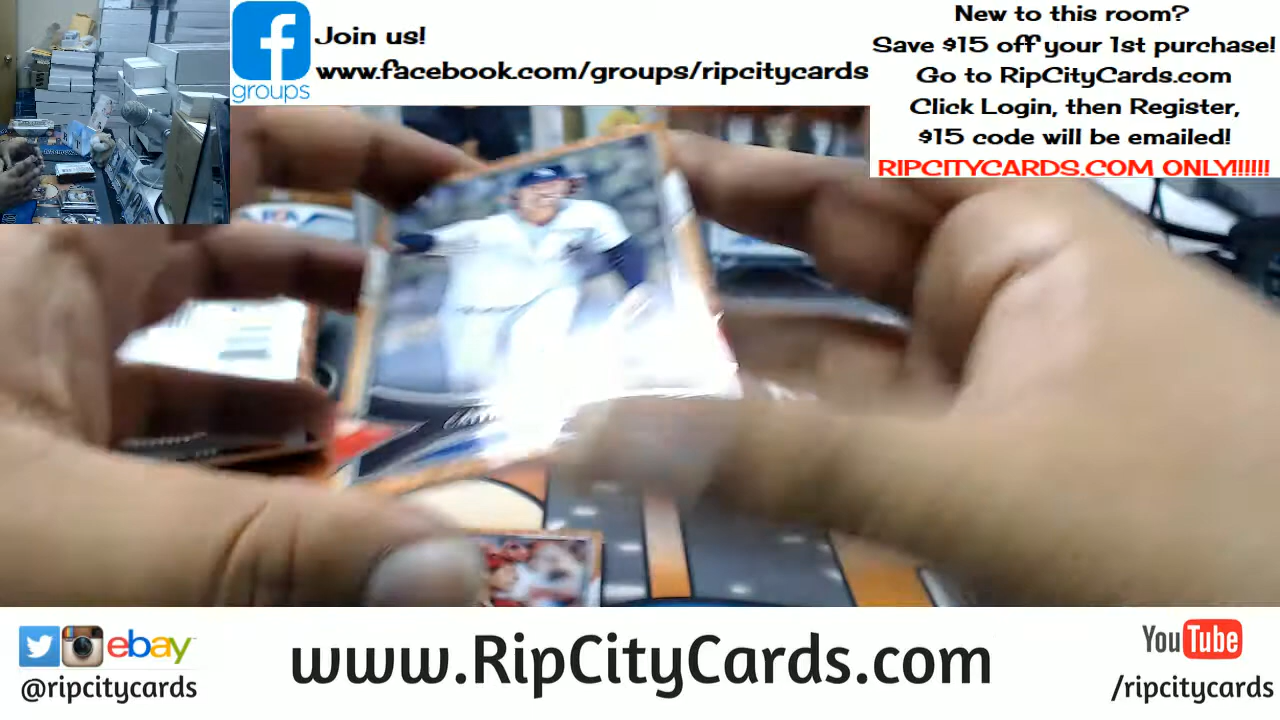 groups
Join us!
www.facebook.com/groups/ripcitycards
New to this room?
Save $15 off your 1st purchase!
Go to RipCityCards.com
Click Login, then Register,
$15 code will be emailed!
RIPCITYCARDS.COM ONLY!!!!!!
ebay
@ripcitycards
www.RipCityCards.com
YouTube
/ripcitycards